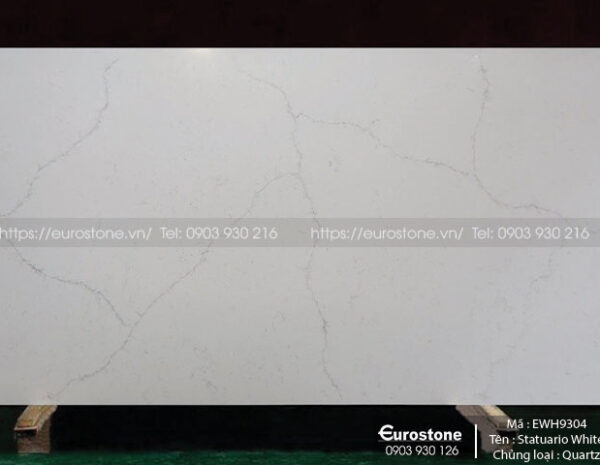 https://eurostone.vn/ Tel: 0903 930 216 https://eurostone.vn/ Tel: 0903 930 216
Eurostone
0903 930 126
Mã : EWH9304
Tên : Statuario White
Chủng loại : Quartz